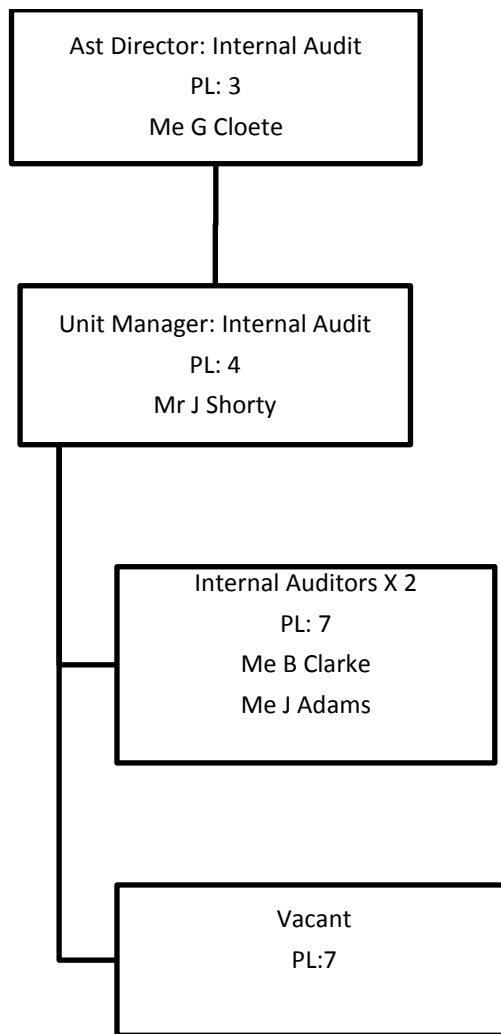 Ast Director: Internal Audit
PL: 3
Me G Cloete
Unit Manager: Internal Audit
PL: 4
Mr J Shorty
Internal Auditors X 2
PL: 7
Me B Clarke
Me J Adams
Vacant
PL:7